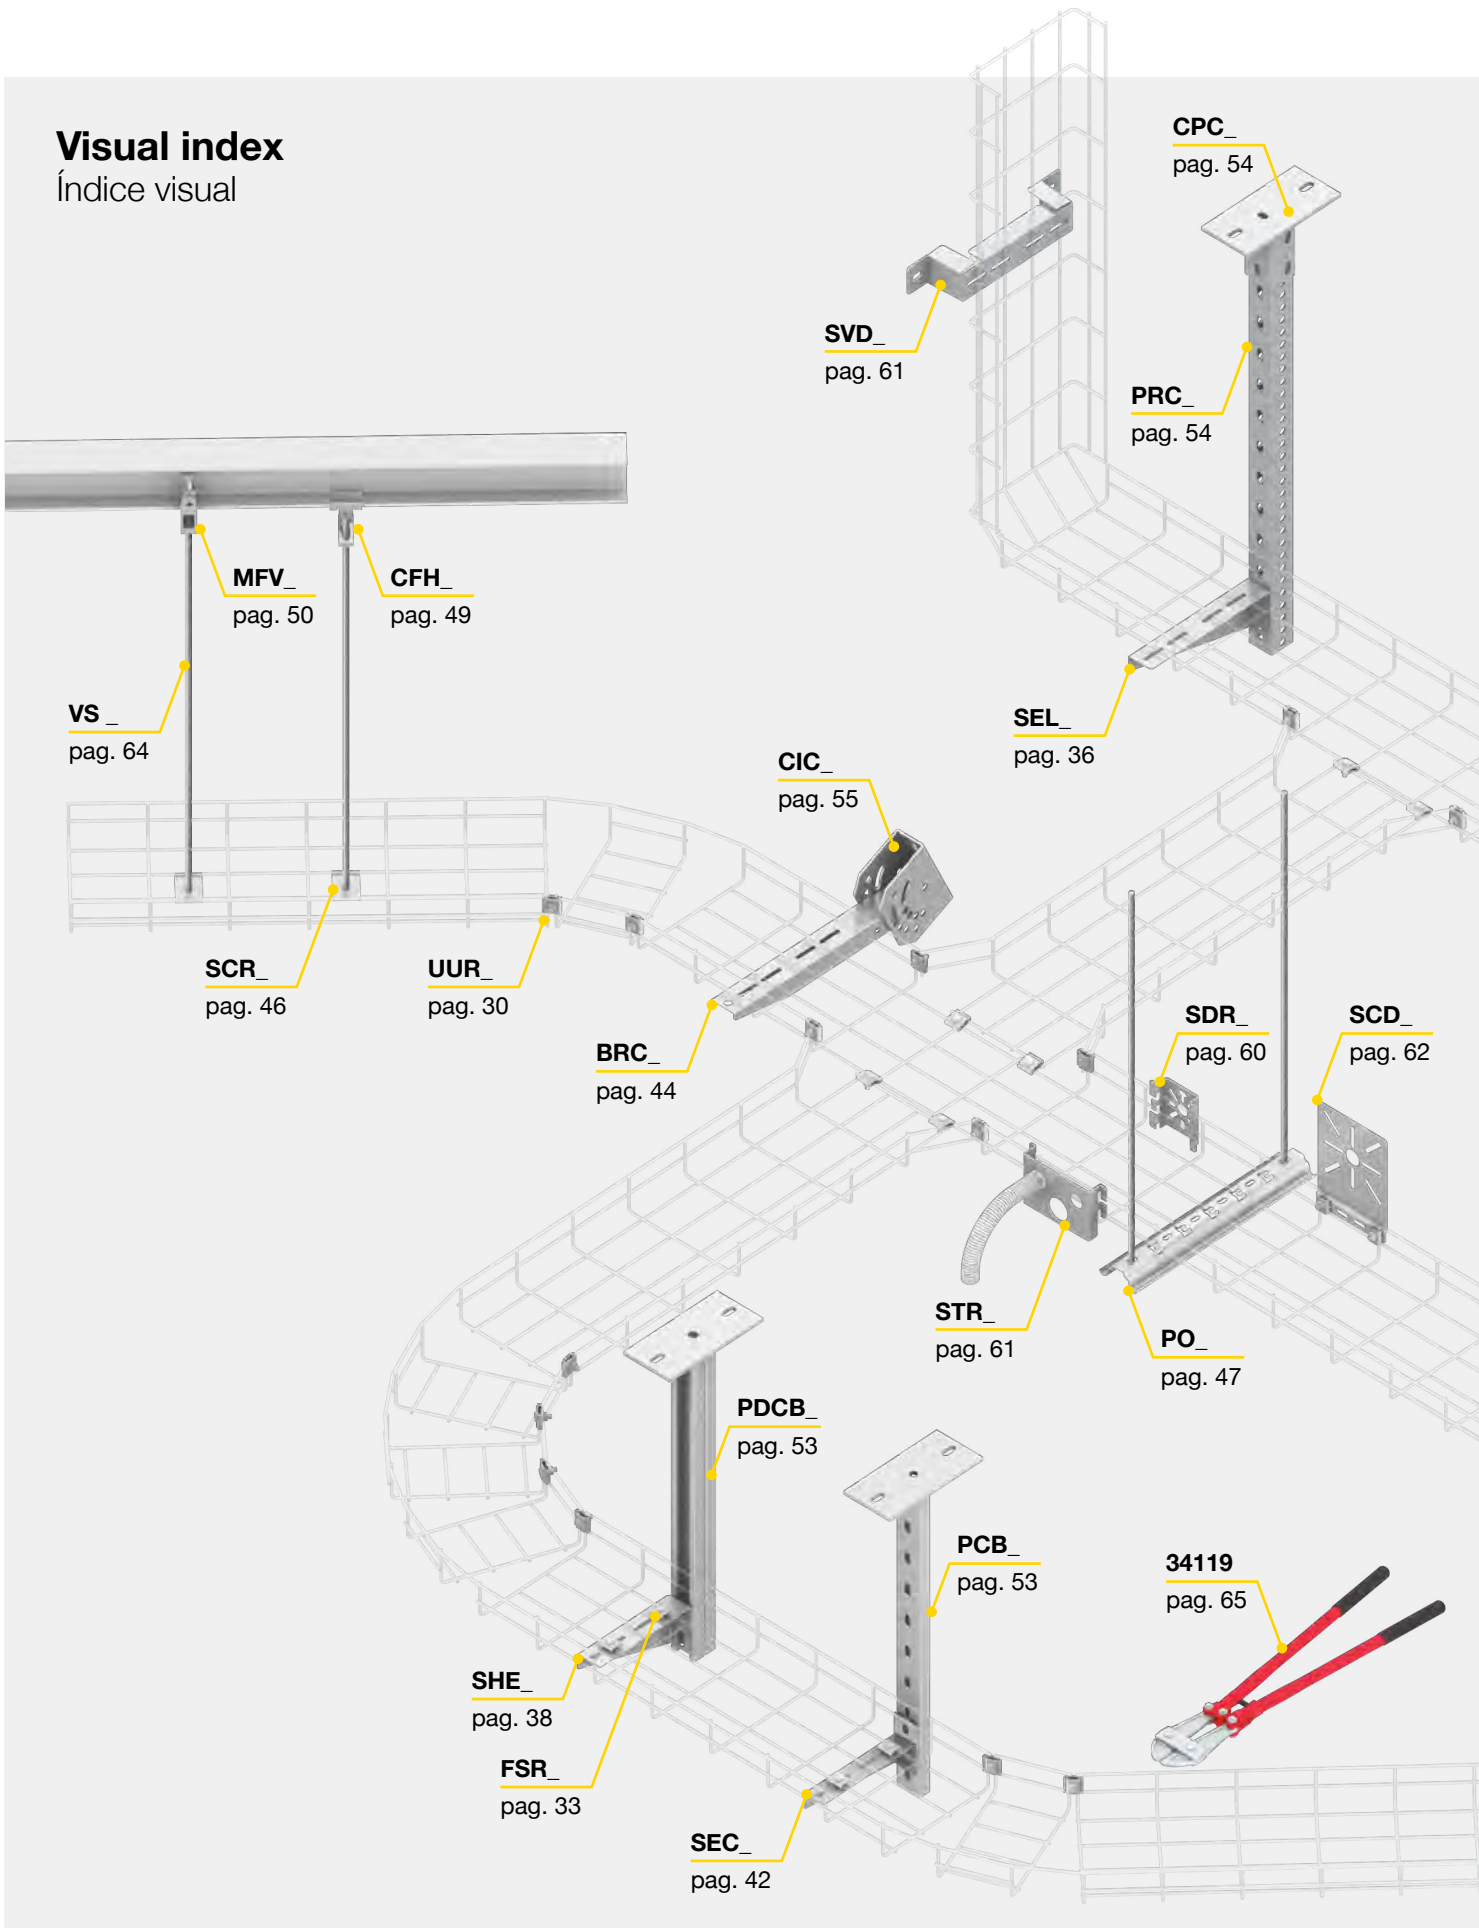 Visual index
Índice visual
CPC_
pag. 54
SVD_
pag. 61
PRC_
pag. 54
MFV_
pag. 50
CFH_
pag. 49
VS _
pag. 64
SEL_
pag. 36
CIC_
pag. 55
SCR_
pag. 46
UUR_
pag. 30
BRC_
pag. 44
SDR_
pag. 60
SCD_
pag. 62
STR_
pag. 61
PO_
pag. 47
PDCB_
pag. 53
PCB_
pag. 53
34119
pag. 65
SHE_
pag. 38
FSR_
pag. 33
SEC_
pag. 42